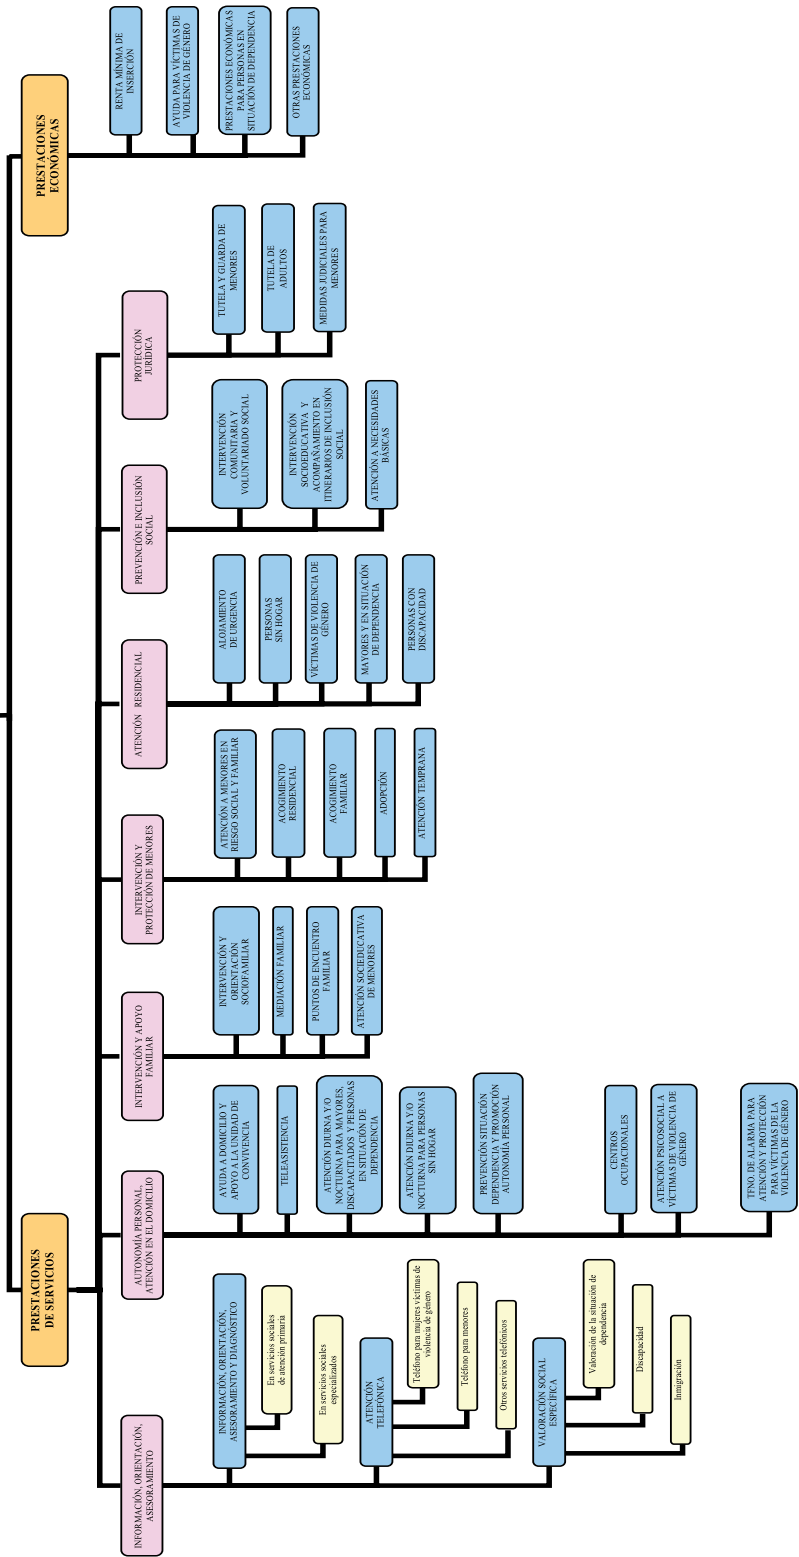 PRESTACIONES
DE SERVICIOS
PRESTACIONES
ECONÓMICAS
INFORMACIÓN, ORIENTACIÓN,
ASESORAMIENTO
AUTONOMÍA PERSONAL,
ATENCIÓN EN EL DOMICILIO
INTERVENCIÓN Y APOYO
FAMILIAR
INTERVENCIÓN Y
PROTECCIÓN DE MENORES
ATENCIÓN RESIDENCIAL
PREVENCIÓN E INCLUSIÓN
SOCIAL
PROTECCIÓN
JURÍDICA
INFORMACIÓN, ORIENTACIÓN,
ASESORAMIENTO Y DIAGNÓSTICO
En servicios sociales
de atención primaria
En servicios sociales
especializados
ATENCIÓN
TELEFÓNICA
Teléfono para mujeres víctimas de
violencia de género
Teléfono para menores
Otros servicios telefónicos
VALORACIÓN SOCIAL
ESPECÍFICA
Valoración de la situación de
dependencia
Discapacidad
Inmigración
AYUDA A DOMICILIO Y
APOYO A LA UNIDAD DE
CONVIVENCIA
TELEASISTENCIA
ATENCIÓN DIURNA Y/O
NOCTURNA PARA MAYORES,
DISCAPACITADOS Y PERSONAS
EN SITUACIÓN DE
DEPENDENCIA
ATENCIÓN DIURNA Y/O
NOCTURNA PARA PERSONAS
SIN HOGAR
PREVENCIÓN SITUACIÓN
DEPENDENCIA Y PROMOCIÓN
AUTONOMÍA PERSONAL
CENTROS
OCUPACIONALES
ATENCIÓN PSICOSOCIAL A
VÍCTIMAS DE VIOLENCIA DE
GÉNERO
TFNO. DE ALARMA PARA
ATENCIÓN Y PROTECCIÓN
PARA VÍCTIMAS DE LA
VIOLENCIA DE GÉNERO
INTERVENCIÓN Y
ORIENTACIÓN
SOCIOFAMILIAR
MEDIACIÓN FAMILIAR
PUNTOS DE ENCUENTRO
FAMILIAR
ATENCIÓN SOCIEDUCATIVA
DE MENORES
ATENCIÓN A MENORES EN
RIESGO SOCIAL Y FAMILIAR
ACOGIMIENTO
RESIDENCIAL
ACOGIMIENTO
FAMILIAR
ADOPCIÓN
ATENCIÓN TEMPRANA
ALOJAMIENTO
DE URGENCIA
PERSONAS
SIN HOGAR
VÍCTIMAS DE VIOLENCIA DE
GÉNERO
MAYORES Y EN SITUACIÓN
DE DEPENDENCIA
PERSONAS CON
DISCAPACIDAD
INTERVENCIÓN
COMUNITARIA Y
VOLUNTARIADO SOCIAL
INTERVENCIÓN
SOCIOEDUCATIVA Y
ACOMPAÑAMIENTO EN
ITINERARIOS DE INCLUSIÓN
SOCIAL
ATENCIÓN A NECESIDADES
BÁSICAS
TUTELA Y GUARDA DE
MENORES
TUTELA DE
ADULTOS
MEDIDAS JUDICIALES PARA
MENORES
RENTA MÍNIMA DE
INSERCIÓN
AYUDA PARA VÍCTIMAS DE
VIOLENCIA DE GÉNERO
PRESTACIONES ECONÓMICAS
PARA PERSONAS EN
SITUACIÓN DE DEPENDENCIA
OTRAS PRESTACIONES
ECONÓMICAS